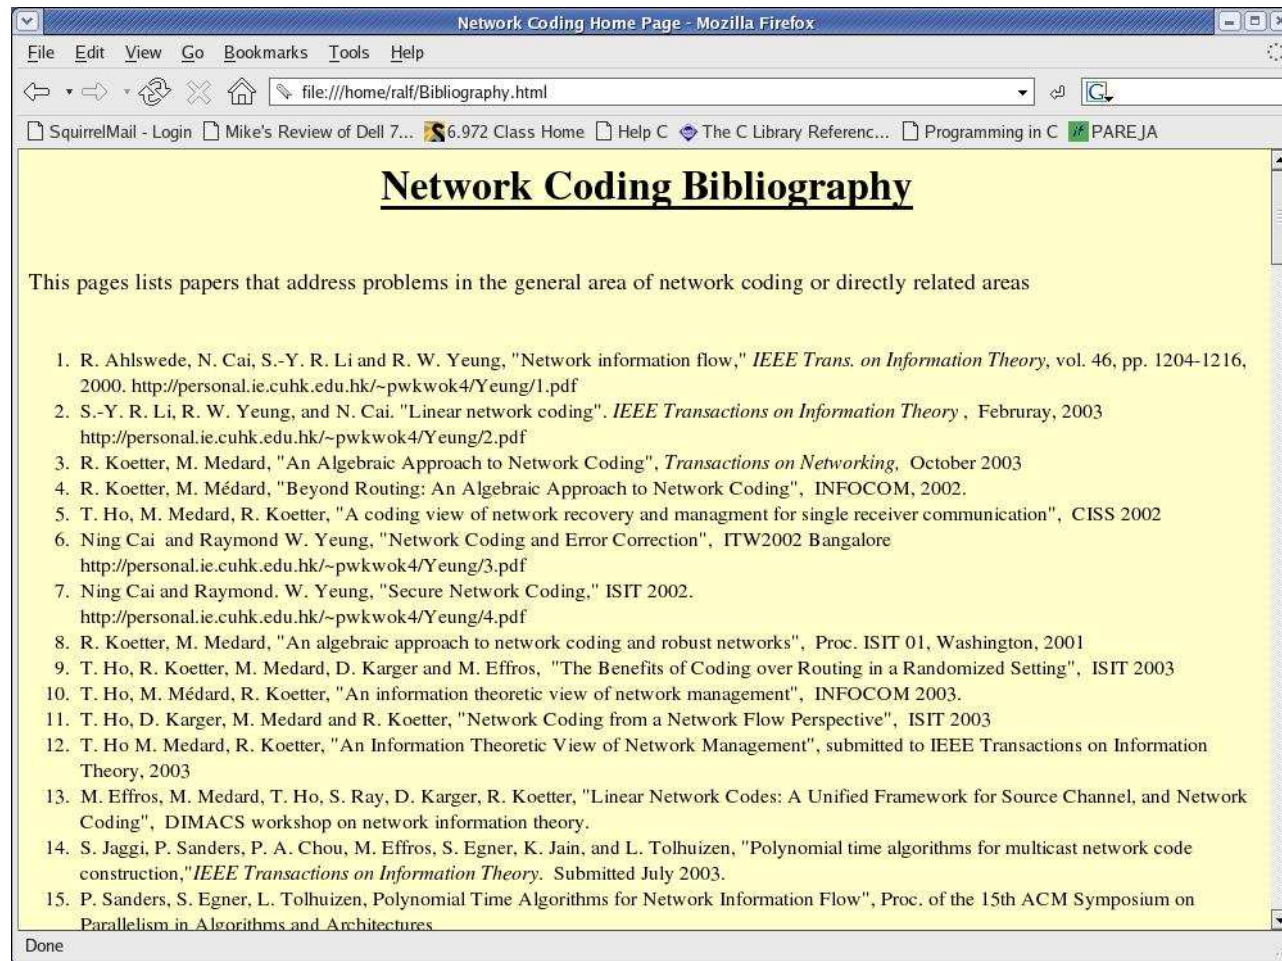 Network Coding Home Page - Mozilla Firefox
File Edit View Go Bookmarks Tools Help
file:///home/ralf/Bibliography.html
G
SquirrelMail - Login Mike's Review of Dell 7... 6.972 Class Home Help C The C Library Referenc... Programming in C if PAREJA
Network Coding Bibliography
This pages lists papers that address problems in the general area of network coding or directly related areas
1. R. Ahlswede, N. Cai, S.-Y. R. Li and R. W. Yeung, "Network information flow," IEEE Trans. on Information Theory, vol. 46, pp. 1204-1216,
2000. http://personal.ie.cuhk.edu.hk/~pwkwok4/Yeung/1.pdf
2. S.-Y. R. Li, R. W. Yeung, and N. Cai. "Linear network coding". IEEE Transactions on Information Theory , Februray, 2003
http://personal.ie.cuhk.edu.hk/~pwkwok4/Yeung/2.pdf
3. R. Koetter, M. Medard, "An Algebraic Approach to Network Coding", Transactions on Networking, October 2003
4. R. Koetter, M. Médard, "Beyond Routing: An Algebraic Approach to Network Coding", INFOCOM, 2002.
5. T. Ho, M. Medard, R. Koetter, "A coding view of network recovery and managment for single receiver communication", CISS 2002
6. Ning Cai and Raymond W. Yeung, "Network Coding and Error Correction", ITW2002 Bangalore
http://personal.ie.cuhk.edu.hk/~pwkwok4/Yeung/3.pdf
7. Ning Cai and Raymond. W. Yeung, "Secure Network Coding," ISIT 2002.
http://personal.ie.cuhk.edu.hk/~pwkwok4/Yeung/4.pdf
8. R. Koetter, M. Medard, "An algebraic approach to network coding and robust networks", Proc. ISIT 01, Washington, 2001
9. T. Ho, R. Koetter, M. Medard, D. Karger and M. Effros, "The Benefits of Coding over Routing in a Randomized Setting", ISIT 2003
10. T. Ho, M. Médard, R. Koetter, "An information theoretic view of network management", INFOCOM 2003.
11. T. Ho, D. Karger, M. Medard and R. Koetter, "Network Coding from a Network Flow Perspective", ISIT 2003
12. T. Ho M. Medard, R. Koetter, "An Information Theoretic View of Network Management", submitted to IEEE Transactions on Information
Theory, 2003
13. M. Effros, M. Medard, T. Ho, S. Ray, D. Karger, R. Koetter, "Linear Network Codes: A Unified Framework for Source Channel, and Network
Coding", DIMACS workshop on network information theory.
14. S. Jaggi, P. Sanders, P. A. Chou, M. Effros, S. Egner, K. Jain, and L. Tolhuizen, "Polynomial time algorithms for multicast network code
construction,"IEEE Transactions on Information Theory. Submitted July 2003.
15. P. Sanders, S. Egner, L. Tolhuizen, Polynomial Time Algorithms for Network Information Flow", Proc. of the 15th ACM Symposium on
Parallelism in Algorithms and Architectures
Done